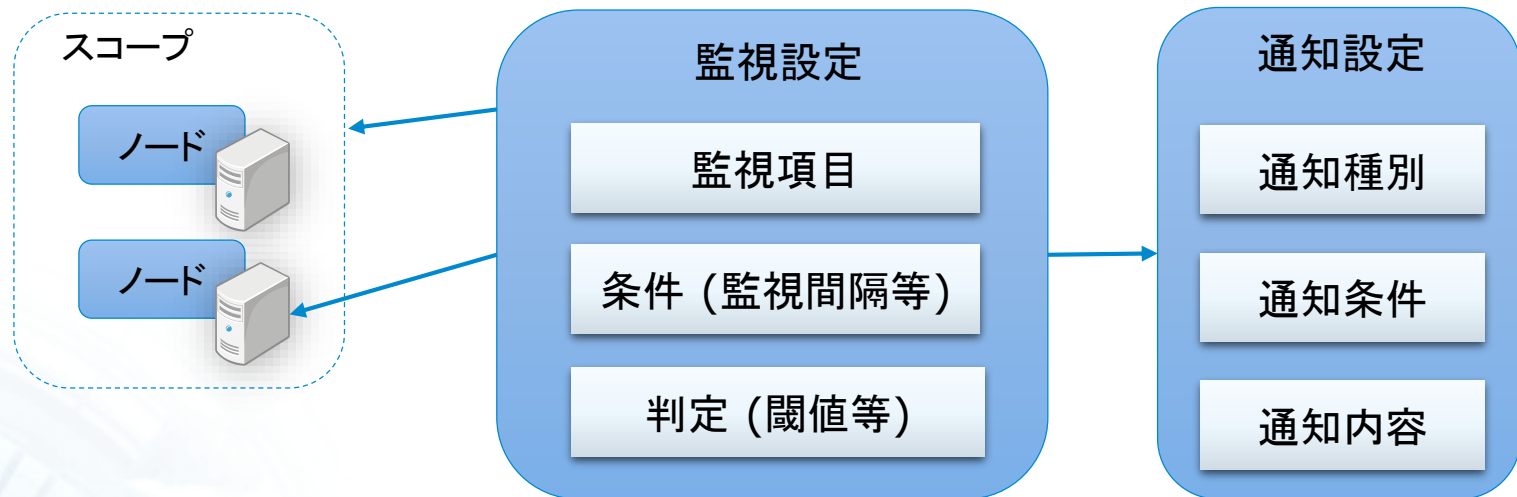 スコープ
ノード
ノード
監視設定
監視項目
条件 (監視間隔等)
判定 (閾値等)
通知設定
通知種別
通知条件
通知内容